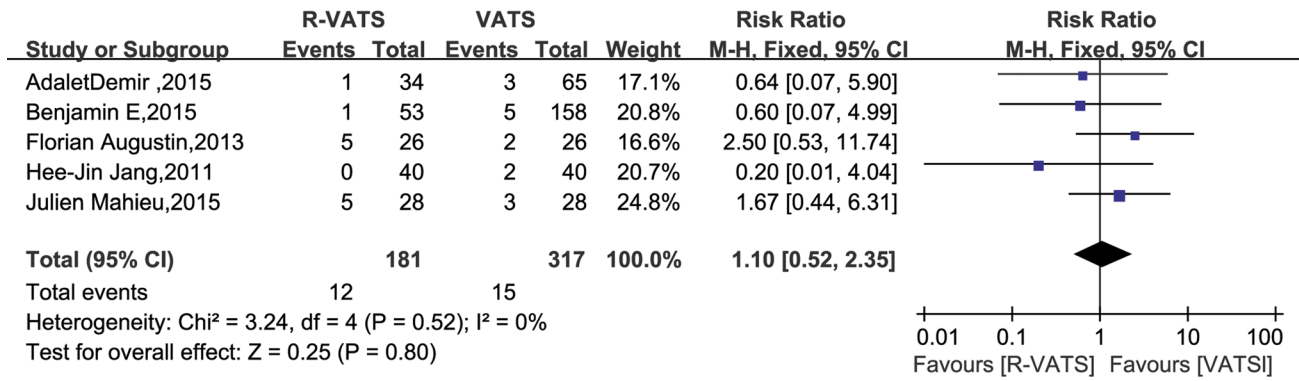 R-VATS VATS Risk Ratio Risk Ratio
Study or Subgroup Events Total Events Total Weight M-H, Fixed, 95% CI M-H, Fixed, 95% CI
AdaletDemir ,2015 1 34 3 65 17.1% 0.64 [0.07, 5.90]
Benjamin E,2015 1 53 5 158 20.8% 0.60 [0.07, 4.99]
Florian Augustin,2013 5 26 2 26 16.6% 2.50 [0.53, 11.74]
Hee-Jin Jang,2011 0 40 2 40 20.7% 0.20 [0.01, 4.04]
Julien Mahieu,2015 5 28 3 28 24.8% 1.67 [0.44, 6.31]
Total (95% CI) 181 317 100.0% 1.10 [0.52, 2.35]
Total events 12 15
Heterogeneity: Chi² = 3.24, df = 4 (P = 0.52); I² = 0%
Test for overall effect: Z = 0.25 (P = 0.80)
0.01 0.1 1 10 100
Favours [R-VATS] Favours [VATSI]